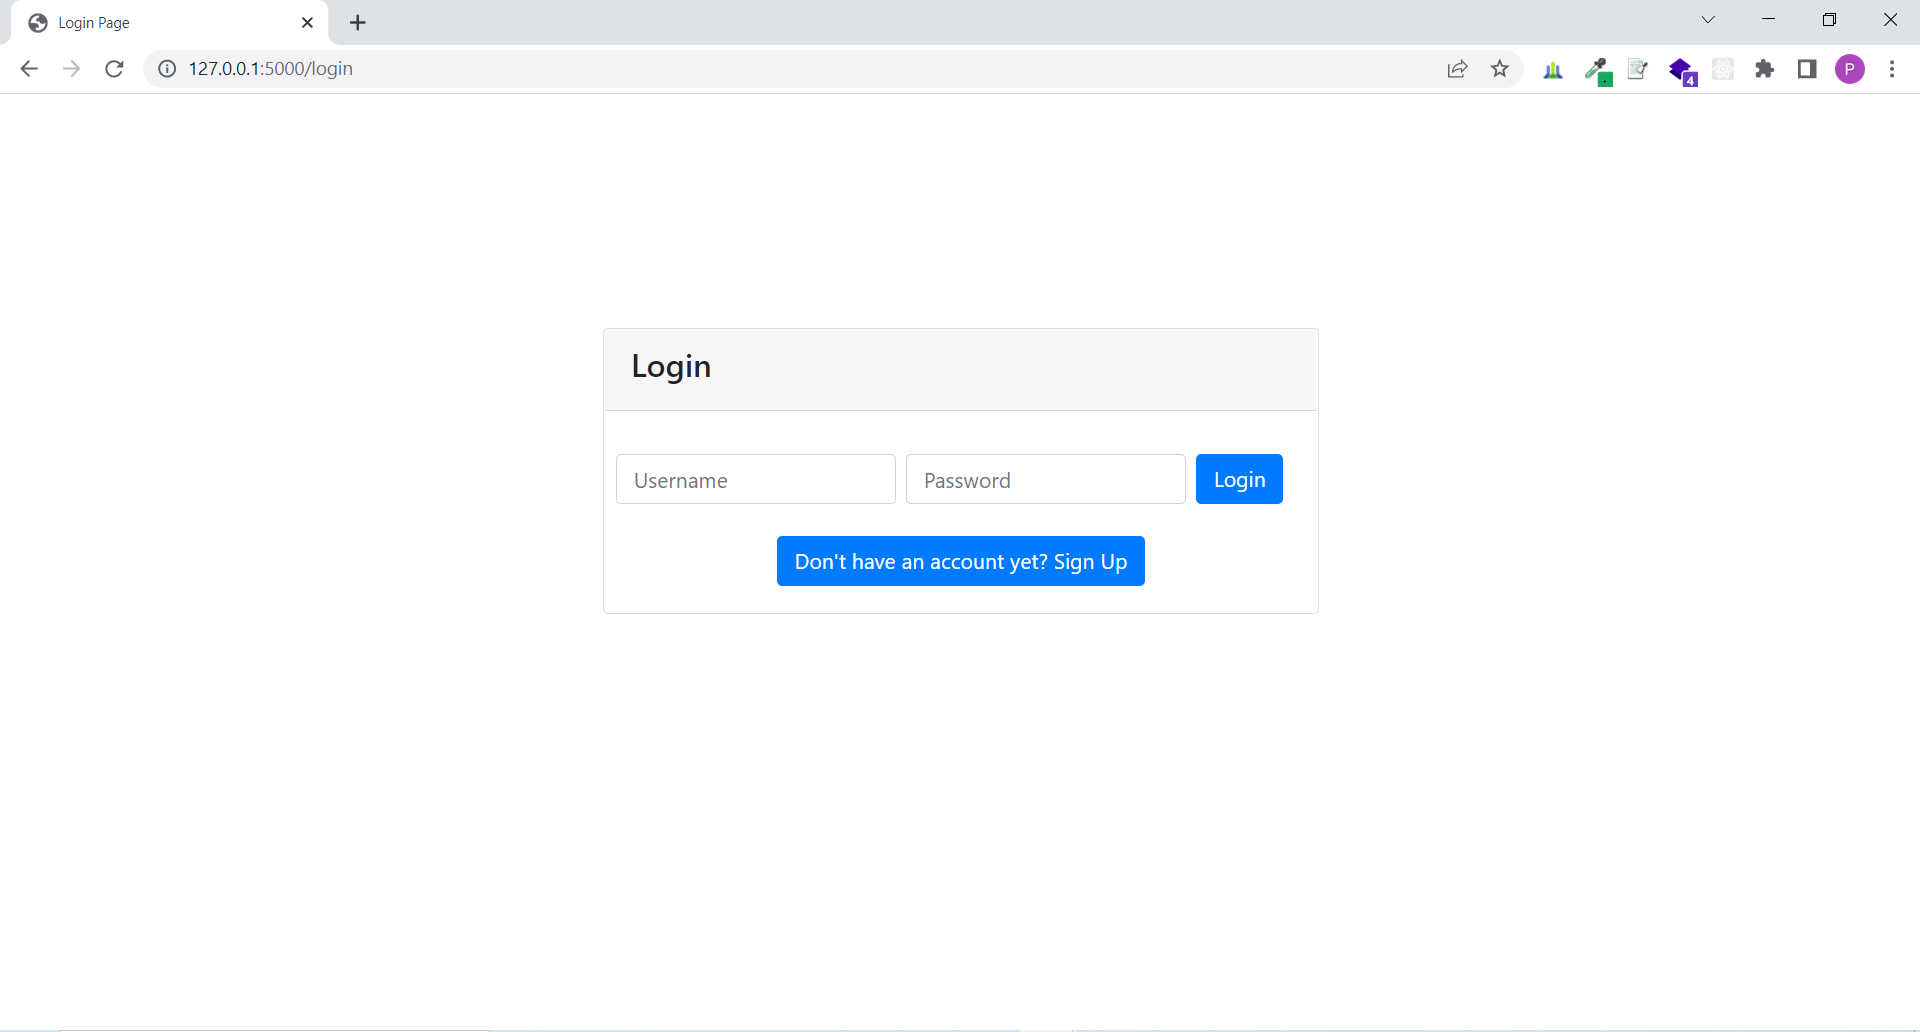 Login Page
127.0.0.1:5000/login
4
P
Login
Username Password Login
Don't have an account yet? Sign Up